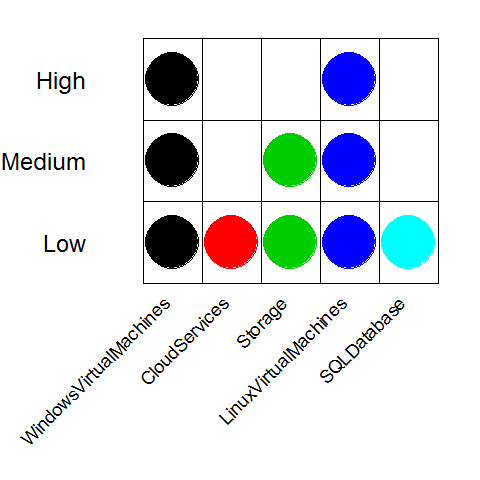 High
Medium
Low
WindowsVirtualMachines
CloudServices
Storage
LinuxVirtualMachines
SQLDatabase